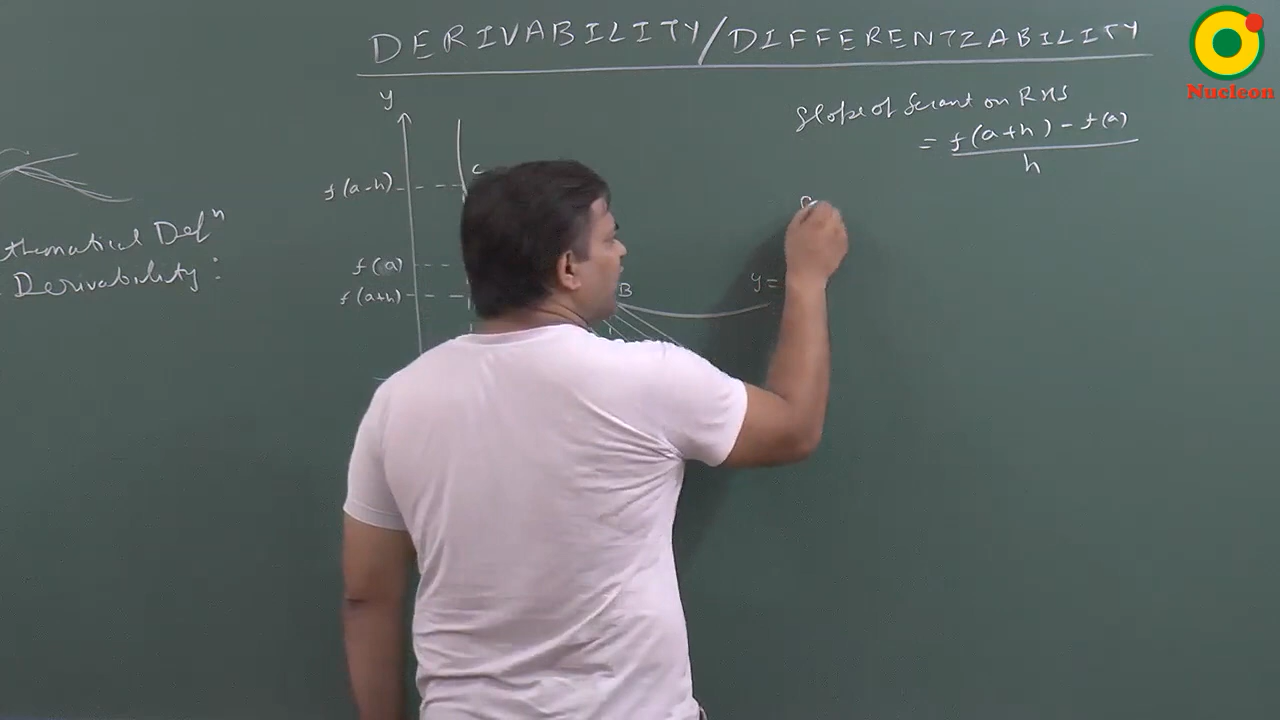 DERIVABILITY/DIFFERENTIABILITY
Nucleon
y
Slope of Secant on RHS
= f(a+h) - f(a)
h
C
f(a-h)
f(a)
f(a+h)
B
y =
thematical Defⁿ
Derivability :